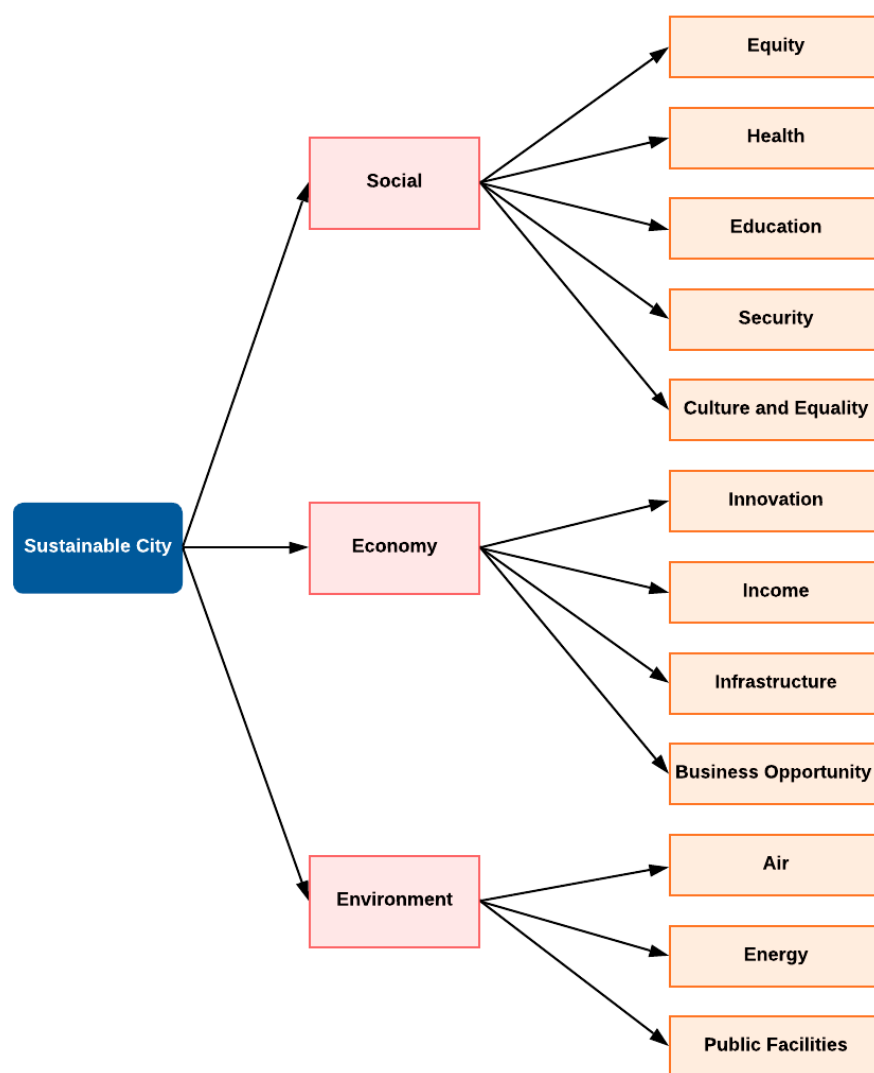 Sustainable City
Social
Equity
Health
Education
Security
Culture and Equality
Economy
Innovation
Income
Infrastructure
Business Opportunity
Environment
Air
Energy
Public Facilities